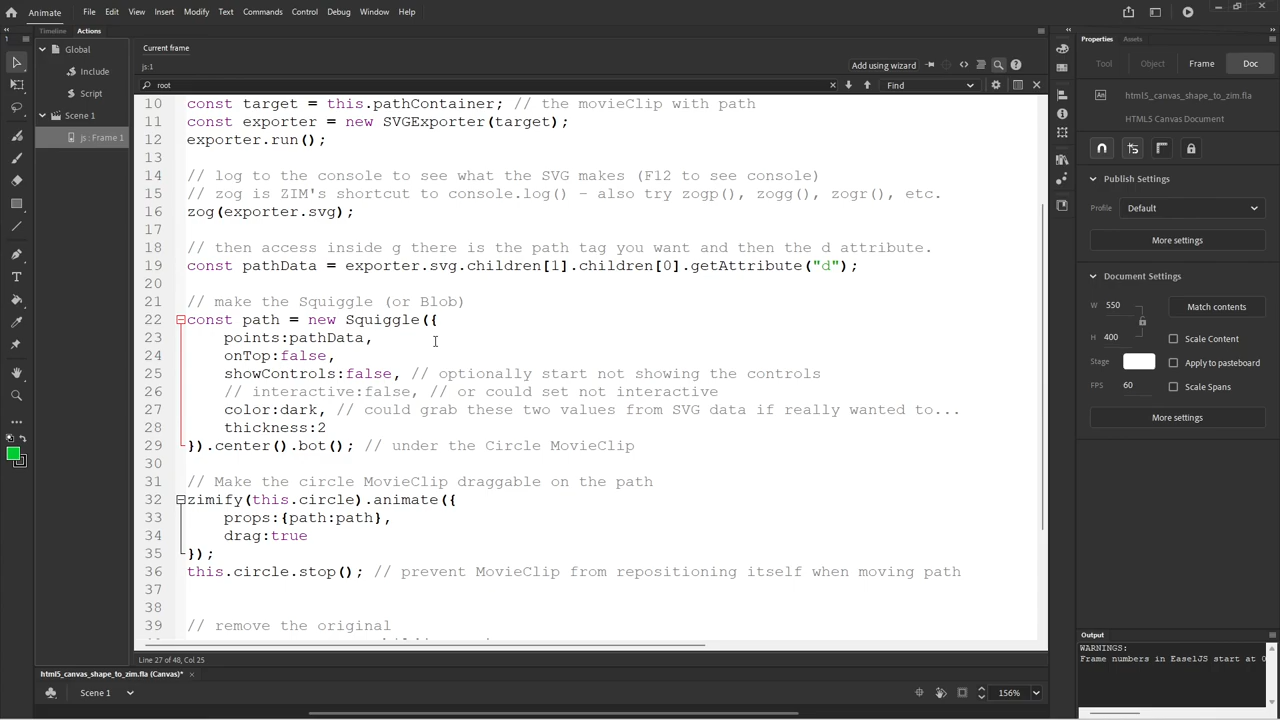 Animate File Edit View Insert Modify Text Commands Control Debug Window Help
Timeline Actions
Global
Include
Script
Scene 1
js : Frame 1
Current frame
js:1
Add using wizard
root
Find
10 const target = this.pathContainer; // the movieClip with path
11 const exporter = new SVGExporter(target);
12 exporter.run();
13
14 // log to the console to see what the SVG makes (F12 to see console)
15 // zog is ZIM's shortcut to console.log() - also try zogp(), zogg(), zogr(), etc.
16 zog(exporter.svg);
17
18 // then access inside g there is the path tag you want and then the d attribute.
19 const pathData = exporter.svg.children[1].children[0].getAttribute("d");
20
21 // make the Squiggle (or Blob)
22 const path = new Squiggle({
23 points:pathData,
24 onTop:false,
25 showControls:false, // optionally start not showing the controls
26 // interactive:false, // or could set not interactive
27 color:dark, // could grab these two values from SVG data if really wanted to...
28 thickness:2
29 }).center().bot(); // under the Circle MovieClip
30
31 // Make the circle MovieClip draggable on the path
32 zimify(this.circle).animate({
33 props:{path:path},
34 drag:true
35 });
36 this.circle.stop(); // prevent MovieClip from repositioning itself when moving path
37
38
39 // remove the original
Line 27 of 48, Col 25
html5_canvas_shape_to_zim.fla (Canvas)*
Scene 1
156%
Properties Assets
Tool Object Frame Doc
An html5_canvas_shape_to_zim.fla
HTML5 Canvas Document
Publish Settings
Profile Default
More settings
Document Settings
W 550 Match contents
H 400 Scale Content
Stage Apply to pasteboard
FPS 60 Scale Spans
More settings
Output
WARNINGS:
Frame numbers in EaselJS start at 0